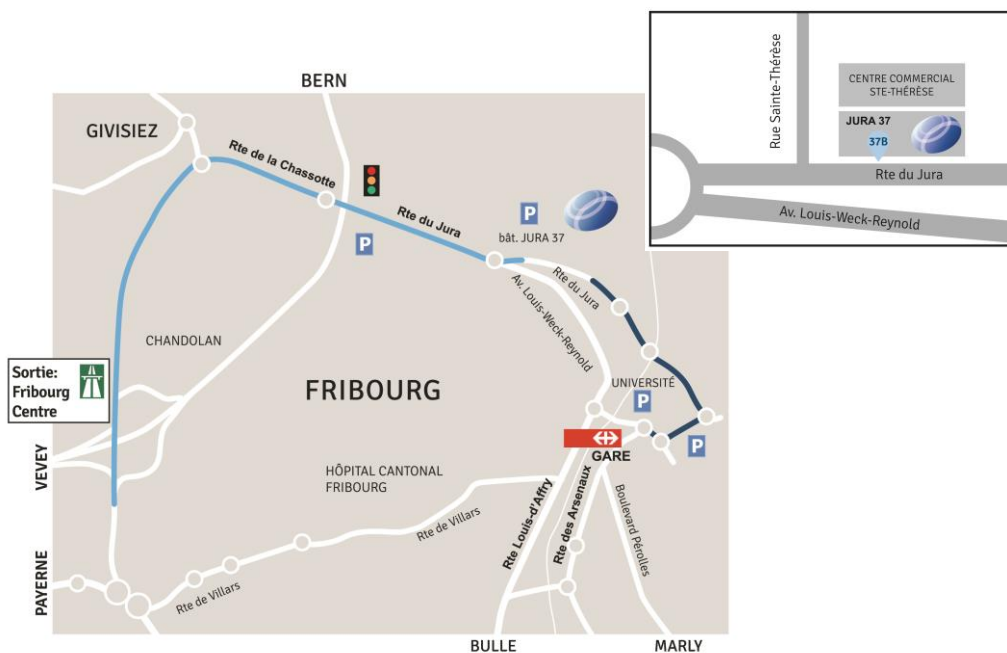 BERN
GIVISIEZ
Rte de la Chassotte
Rte du Jura
P
P
bât. JURA 37
Rte du Jura
Av. Louis-Weck-Reynold
CHANDOLAN
Sortie:
Fribourg
Centre
FRIBOURG
UNIVERSITÉ
P
P
GARE
VEVEY
HÔPITAL CANTONAL
FRIBOURG
Rte de Villars
Rte de Villars
Rte Louis-d'Affry
Rte des Arsenaux
Boulevard Pérolles
PAYERNE
BULLE
MARLY
Rue Sainte-Thérèse
CENTRE COMMERCIAL
STE-THÉRÈSE
JURA 37
37B
Rte du Jura
Av. Louis-Weck-Reynold